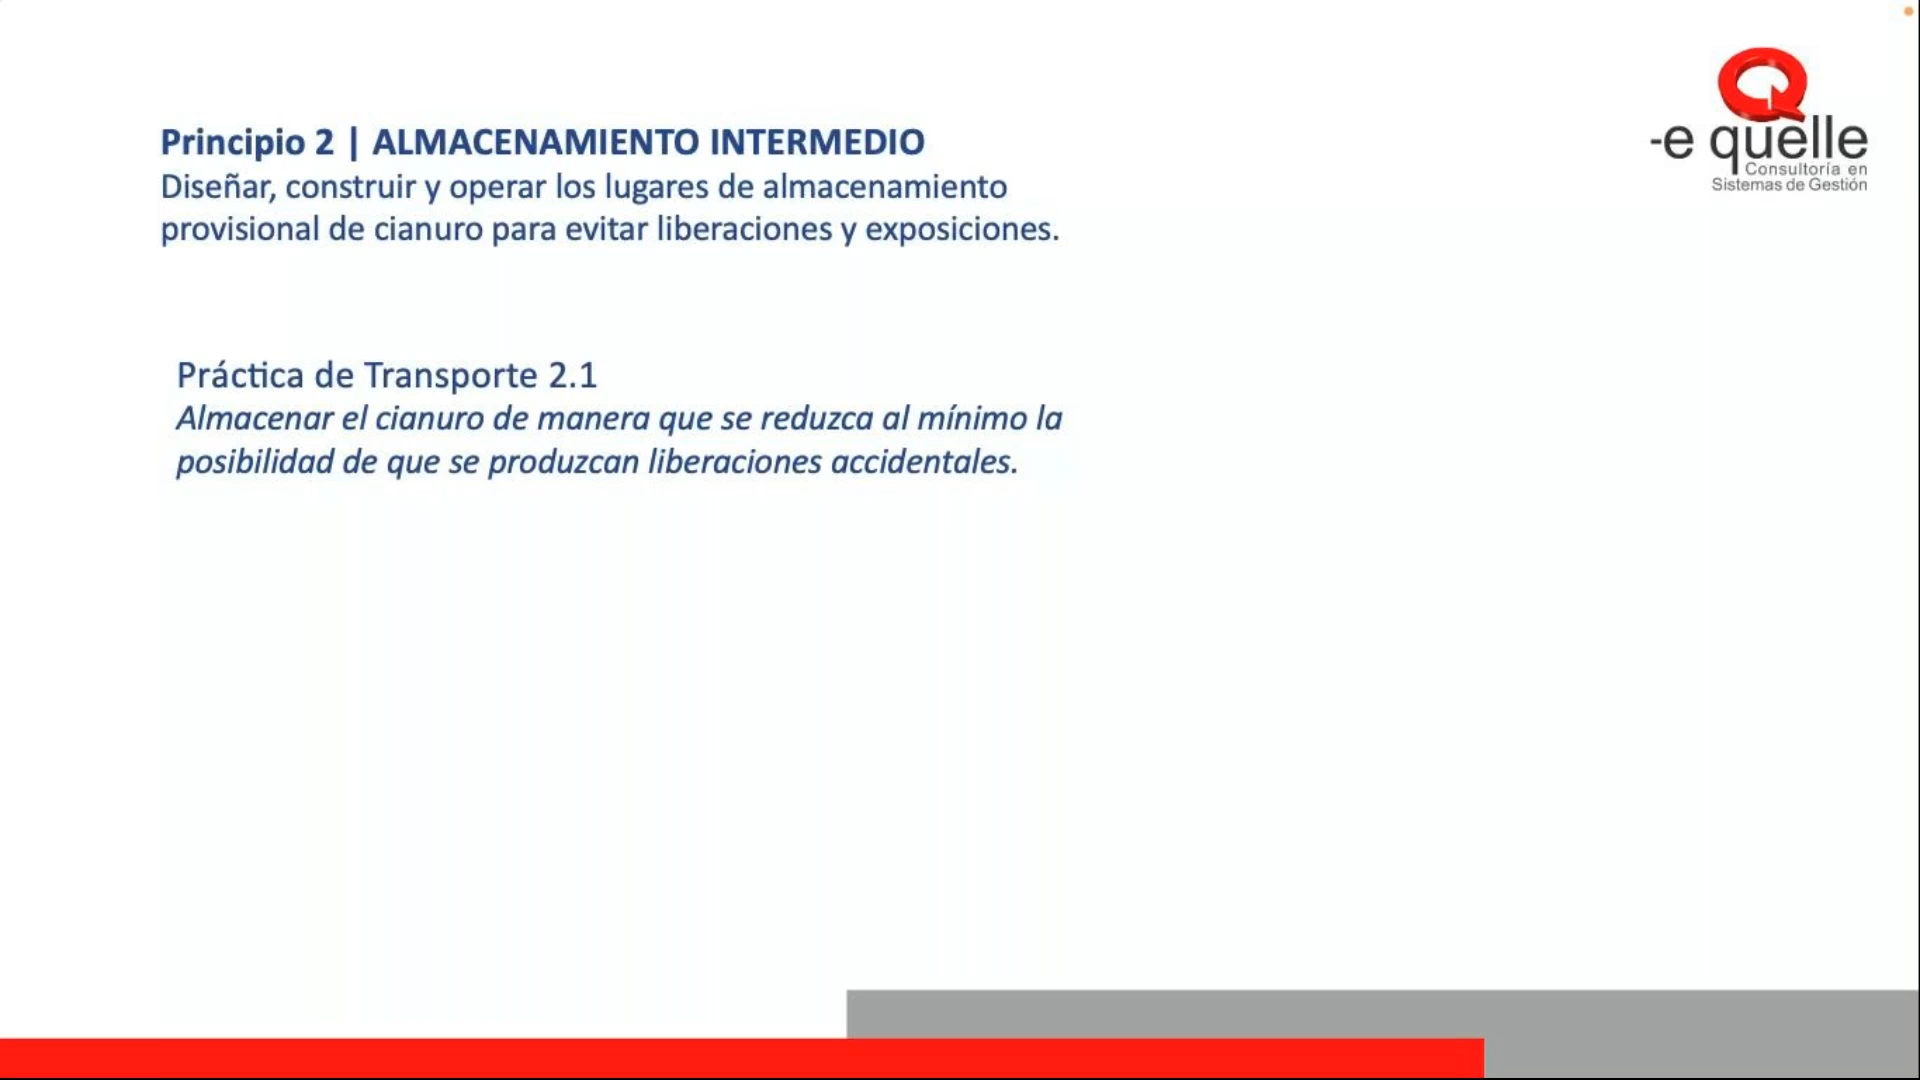 Principio 2 | ALMACENAMIENTO INTERMEDIO
Diseñar, construir y operar los lugares de almacenamiento
provisional de cianuro para evitar liberaciones y exposiciones.
-e quelle
Consultoría en
Sistemas de Gestión
Práctica de Transporte 2.1
Almacenar el cianuro de manera que se reduzca al mínimo la
posibilidad de que se produzcan liberaciones accidentales.